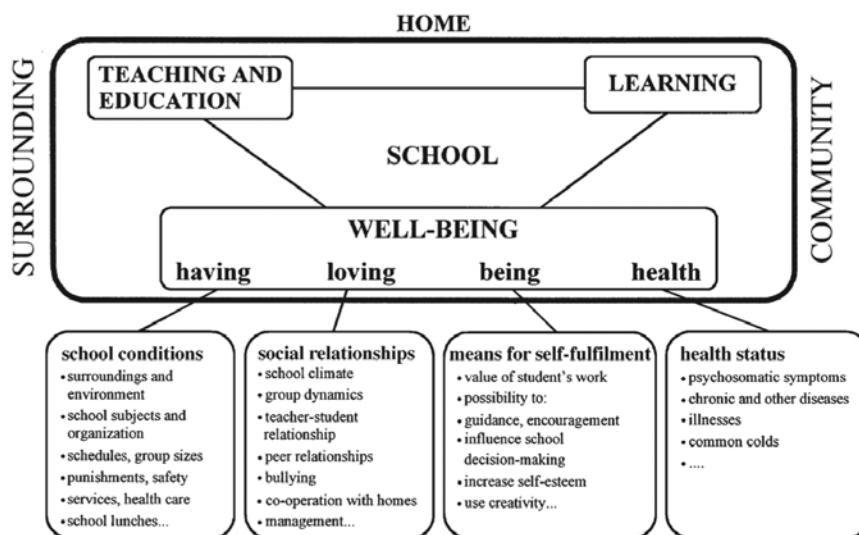 HOME
SURROUNDING
COMMUNITY
TEACHING AND
EDUCATION
LEARNING
SCHOOL
WELL-BEING
having loving being health
school conditions
• surroundings and
environment
• school subjects and
organization
• schedules, group sizes
• punishments, safety
• services, health care
• school lunches...
social relationships
• school climate
• group dynamics
• teacher-student
relationship
• peer relationships
• bullying
• co-operation with homes
• management...
means for self-fulfilment
• value of student's work
• possibility to:
• guidance, encouragement
• influence school
decision-making
• increase self-esteem
• use creativity...
health status
• psychosomatic symptoms
• chronic and other diseases
• illnesses
• common colds
• ....